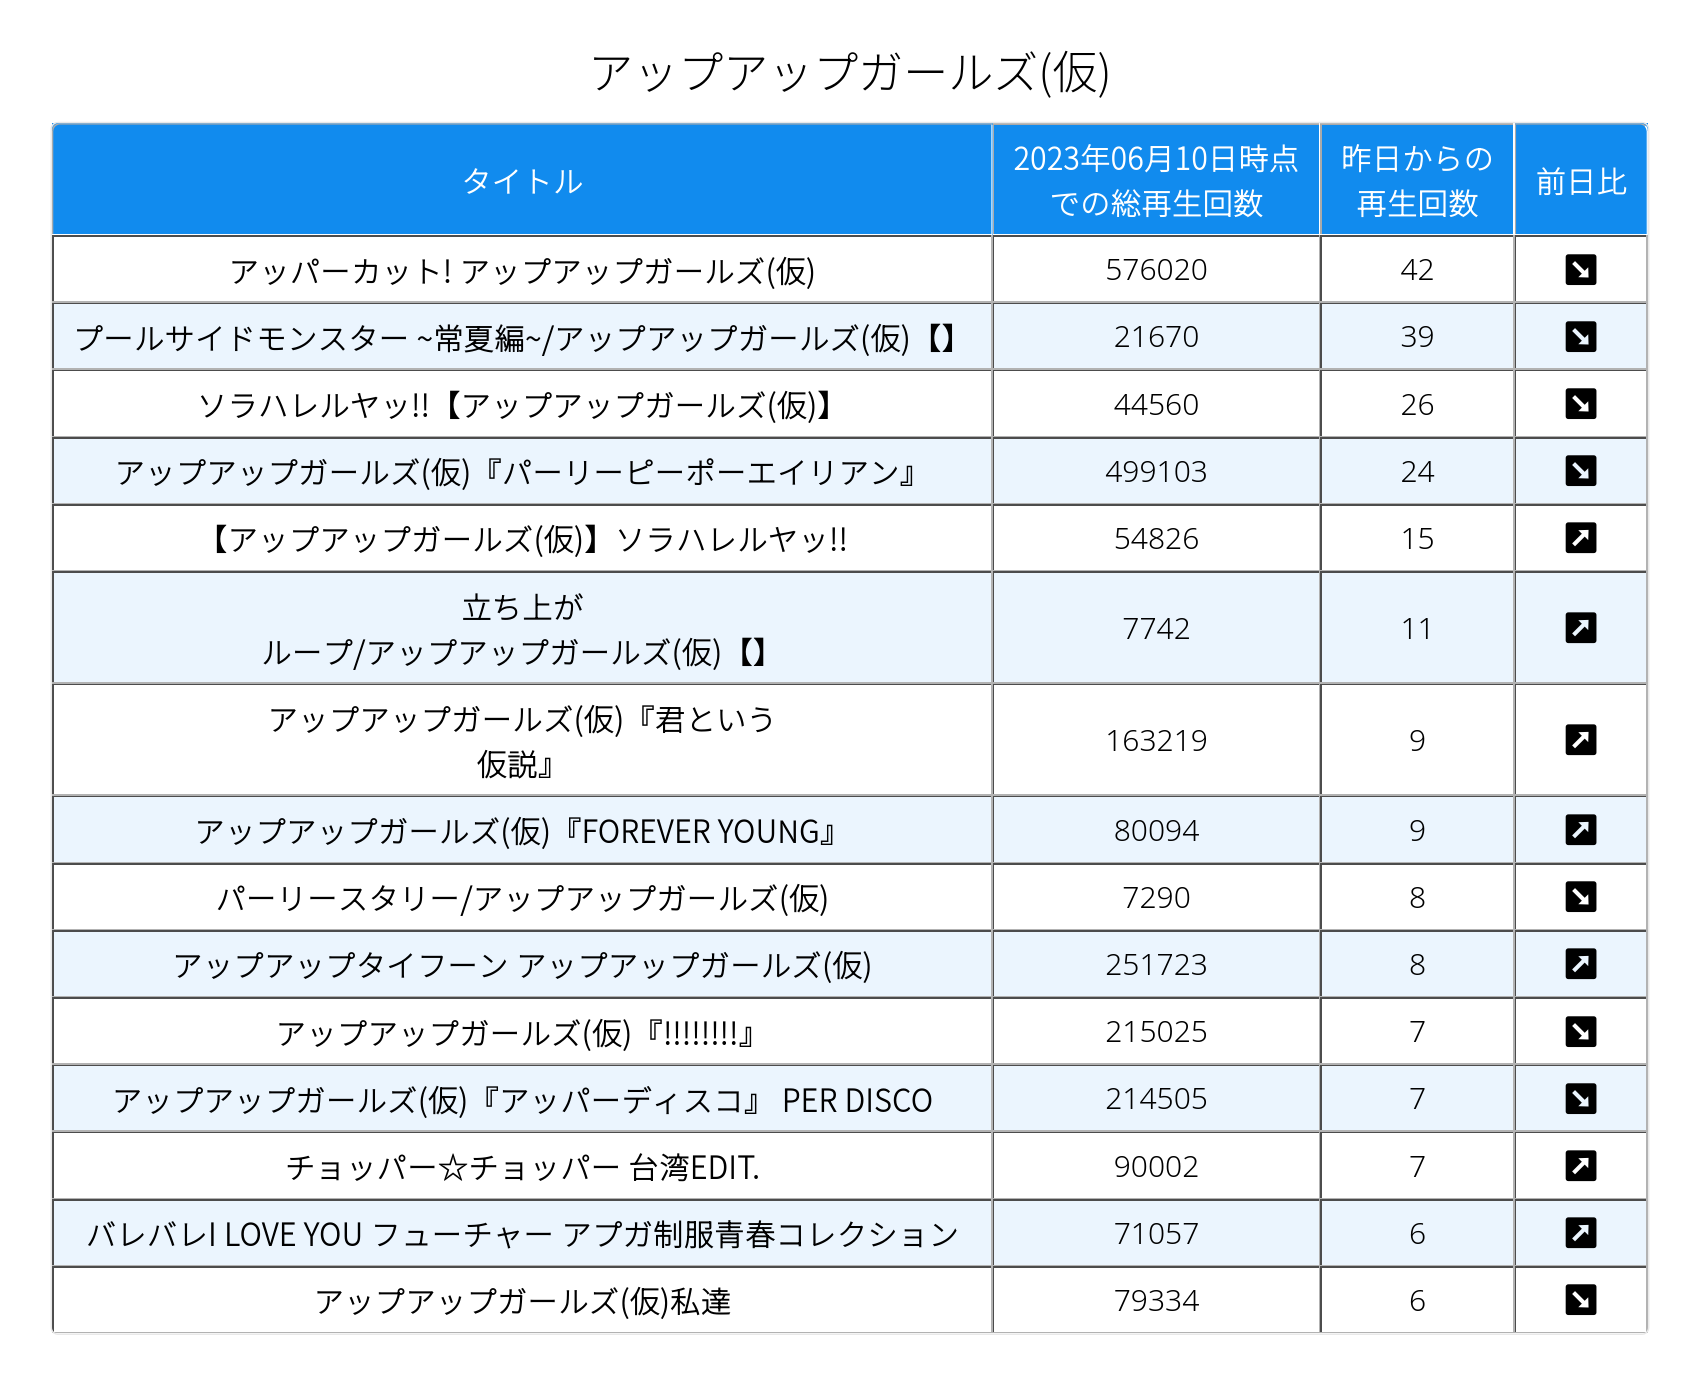 アップアップガールズ(仮)
タイトル
2023年06月10日時点
での総再生回数
昨日からの
再生回数
前日比
アッパーカット! アップアップガールズ(仮) 576020 42
プールサイドモンスター ~常夏編~/アップアップガールズ(仮)【】 21670 39
ソラハレルヤッ!!【アップアップガールズ(仮)】 44560 26
アップアップガールズ(仮)『パーリーピーポーエイリアン』 499103 24
【アップアップガールズ(仮)】ソラハレルヤッ!! 54826 15
立ち上が
ループ/アップアップガールズ(仮)【】 7742 11
アップアップガールズ(仮)『君という
仮説』 163219 9
アップアップガールズ(仮)『FOREVER YOUNG』 80094 9
パーリースタリー/アップアップガールズ(仮) 7290 8
アップアップタイフーン アップアップガールズ(仮) 251723 8
アップアップガールズ(仮)『!!!!!!!!』 215025 7
アップアップガールズ(仮)『アッパーディスコ』 PER DISCO 214505 7
チョッパー☆チョッパー 台湾EDIT. 90002 7
バレバレI LOVE YOU フューチャー アプガ制服青春コレクション 71057 6
アップアップガールズ(仮)私達 79334 6